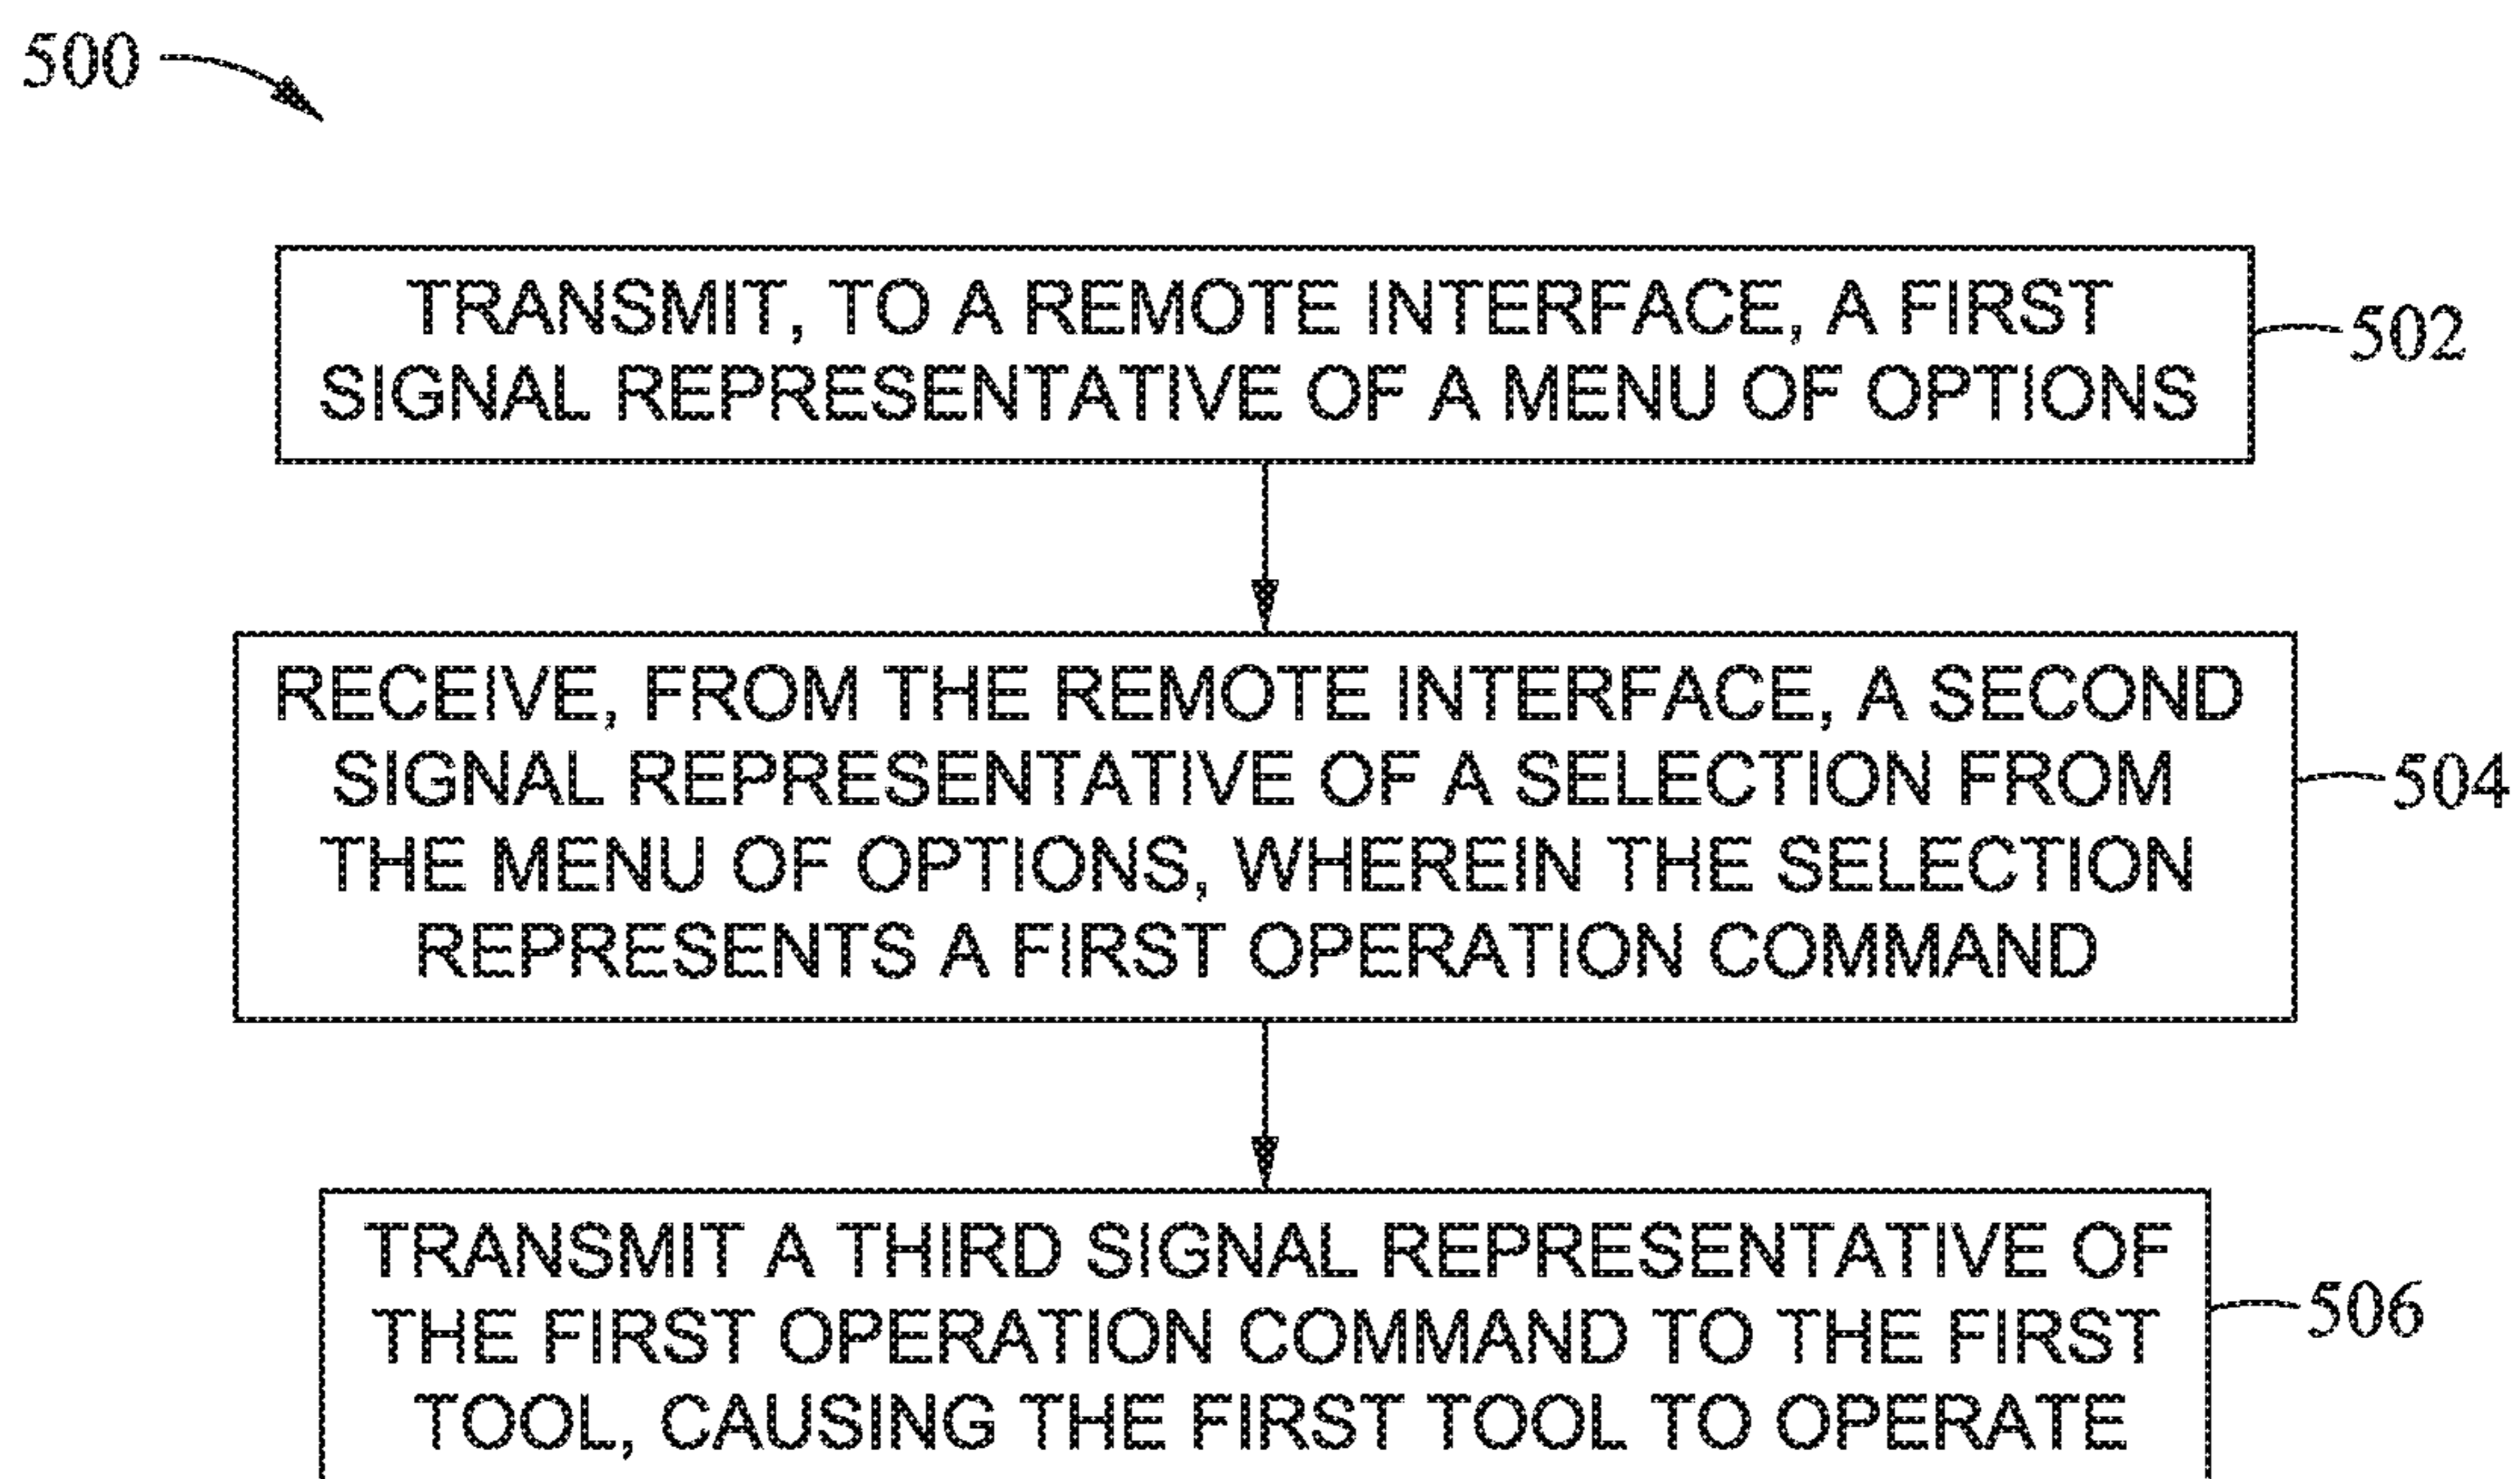 500
TRANSMIT, TO A REMOTE INTERFACE, A FIRST
SIGNAL REPRESENTATIVE OF A MENU OF OPTIONS
502
RECEIVE, FROM THE REMOTE INTERFACE, A SECOND
SIGNAL REPRESENTATIVE OF A SELECTION FROM
THE MENU OF OPTIONS, WHEREIN THE SELECTION
REPRESENTS A FIRST OPERATION COMMAND
504
TRANSMIT A THIRD SIGNAL REPRESENTATIVE OF
THE FIRST OPERATION COMMAND TO THE FIRST
TOOL, CAUSING THE FIRST TOOL TO OPERATE
506